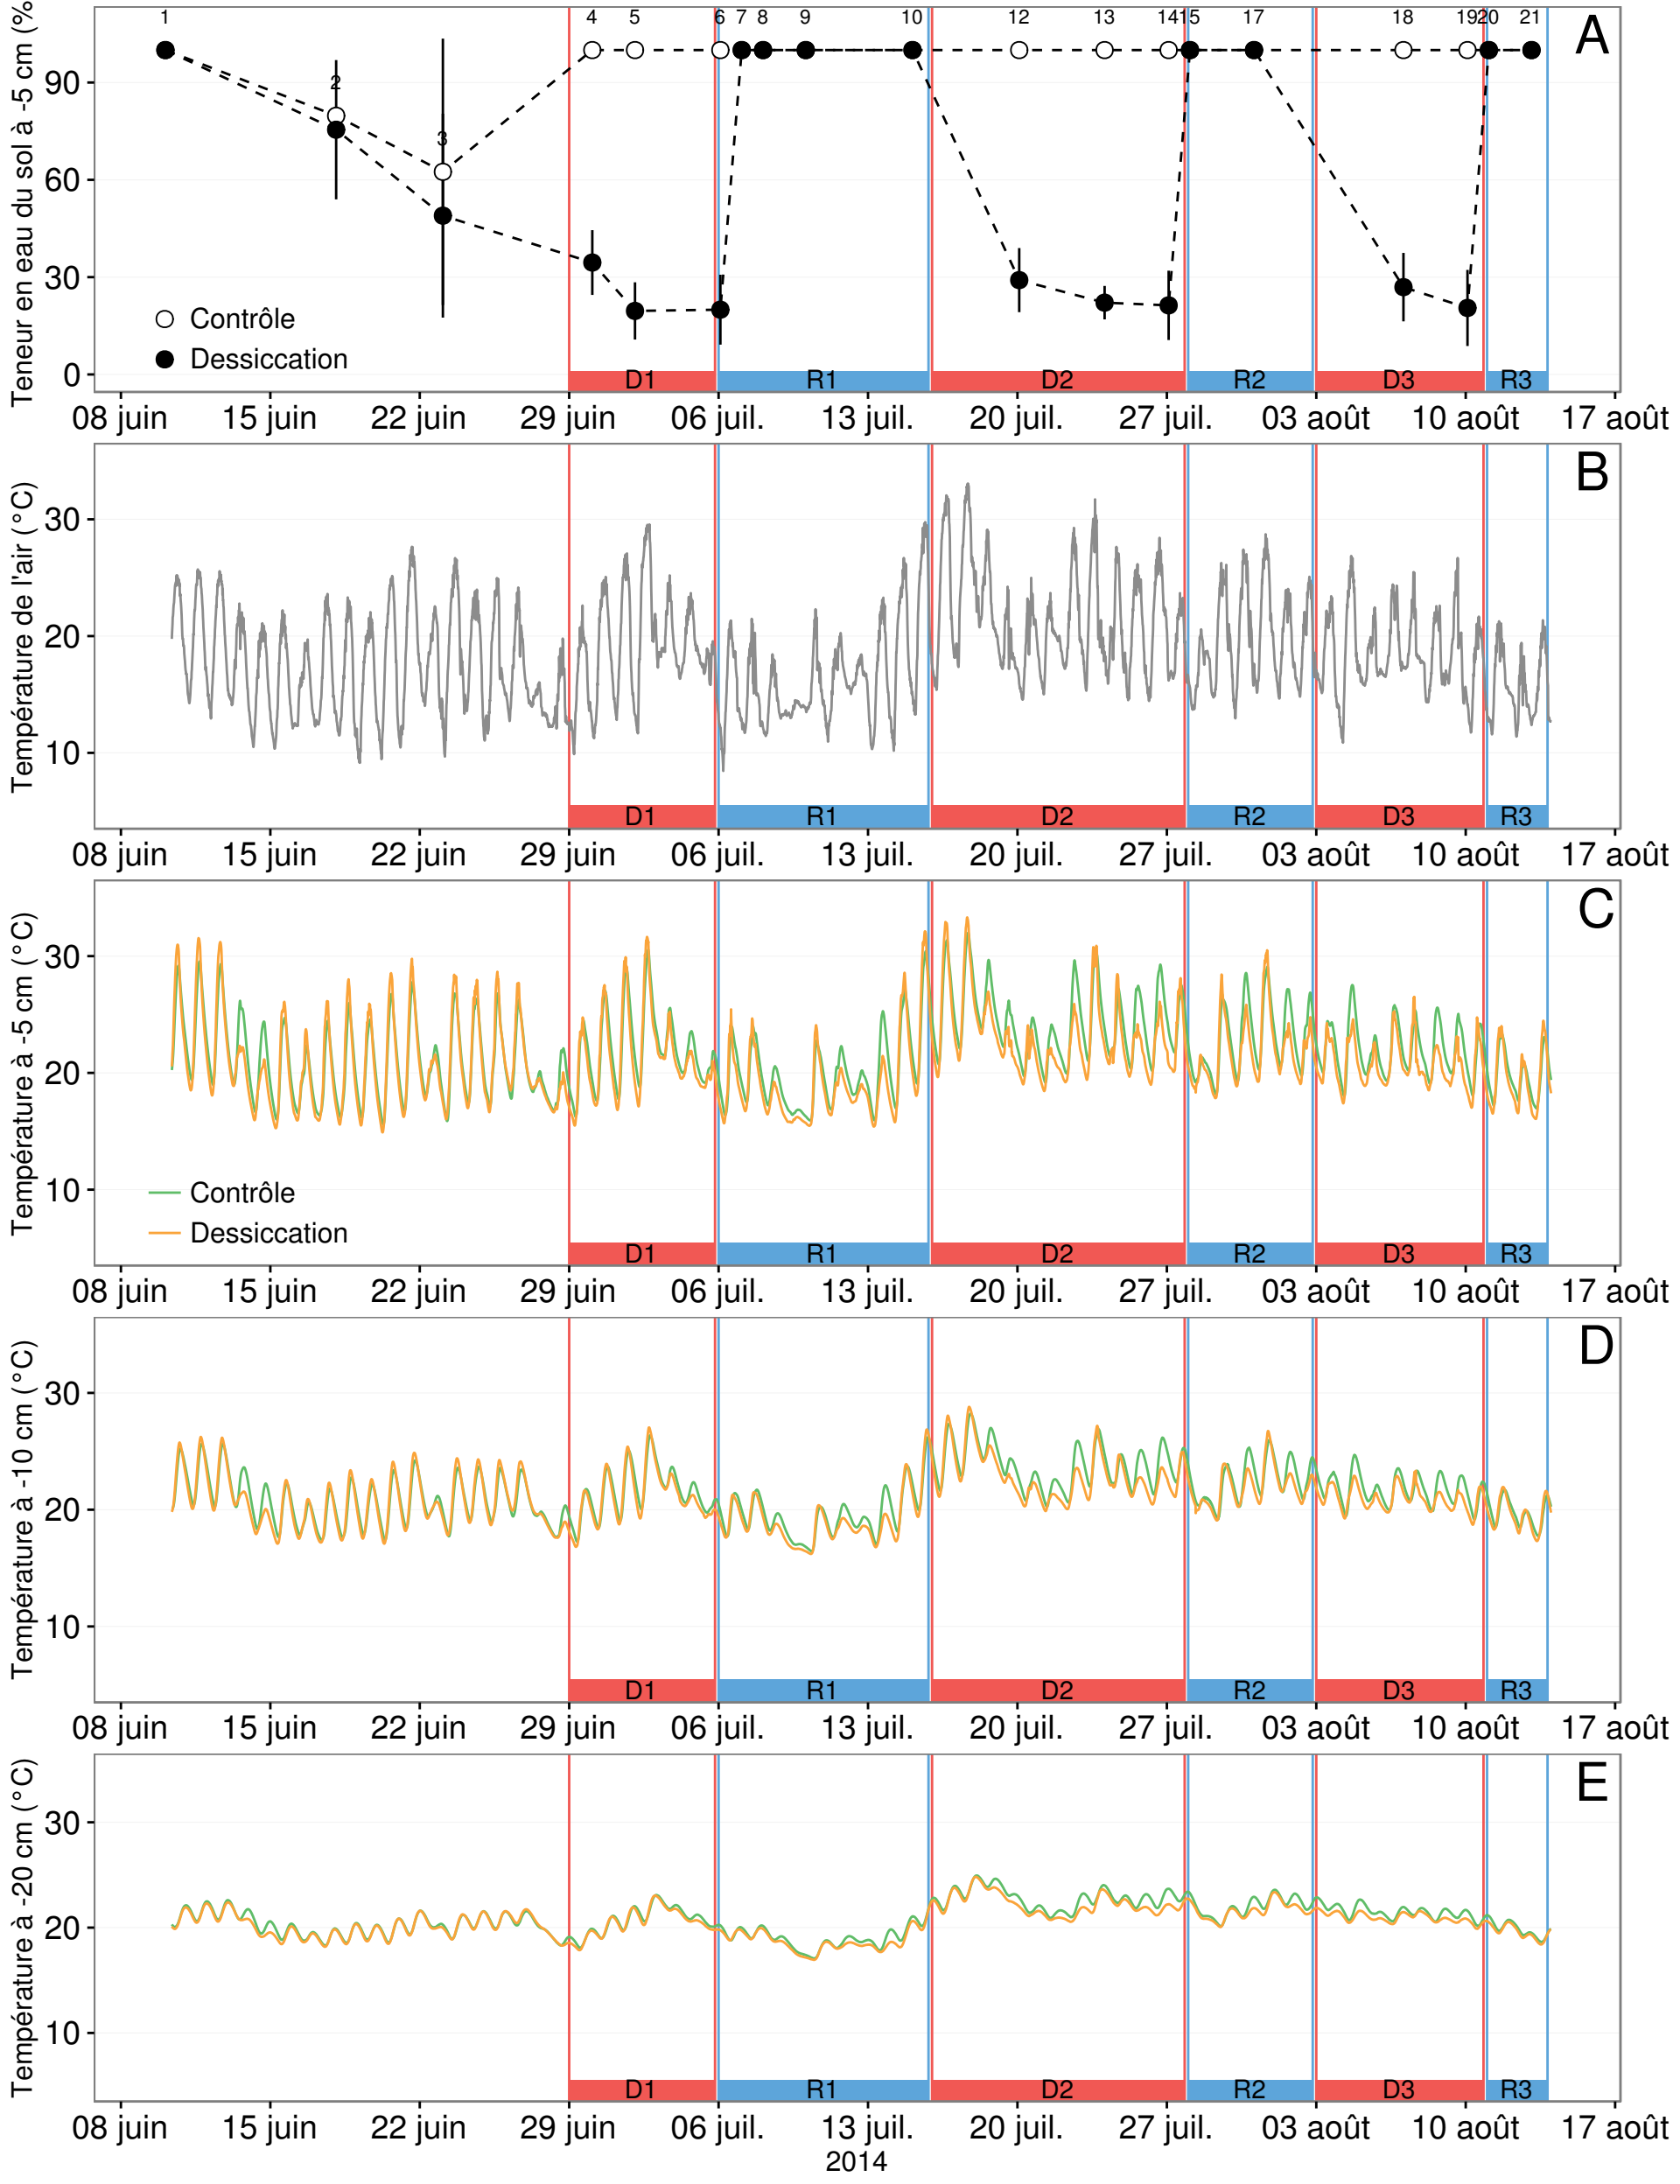 1 2 3 4 5 6 7 8 9 10 12 13 14 15 17 18 19 20 21
A
Teneur en eau du sol à -5 cm (%
90
60
30
0
Contrôle
Dessiccation
D1 R1 D2 R2 D3 R3
08 juin 15 juin 22 juin 29 juin 06 juil. 13 juil. 20 juil. 27 juil. 03 août 10 août 17 août
B
Température de l'air (°C)
30
20
10
D1 R1 D2 R2 D3 R3
08 juin 15 juin 22 juin 29 juin 06 juil. 13 juil. 20 juil. 27 juil. 03 août 10 août 17 août
C
Température à -5 cm (°C)
30
20
10
Contrôle
Dessiccation
D1 R1 D2 R2 D3 R3
08 juin 15 juin 22 juin 29 juin 06 juil. 13 juil. 20 juil. 27 juil. 03 août 10 août 17 août
D
Température à -10 cm (°C)
30
20
10
D1 R1 D2 R2 D3 R3
08 juin 15 juin 22 juin 29 juin 06 juil. 13 juil. 20 juil. 27 juil. 03 août 10 août 17 août
E
Température à -20 cm (°C)
30
20
10
D1 R1 D2 R2 D3 R3
08 juin 15 juin 22 juin 29 juin 06 juil. 13 juil. 20 juil. 27 juil. 03 août 10 août 17 août
2014